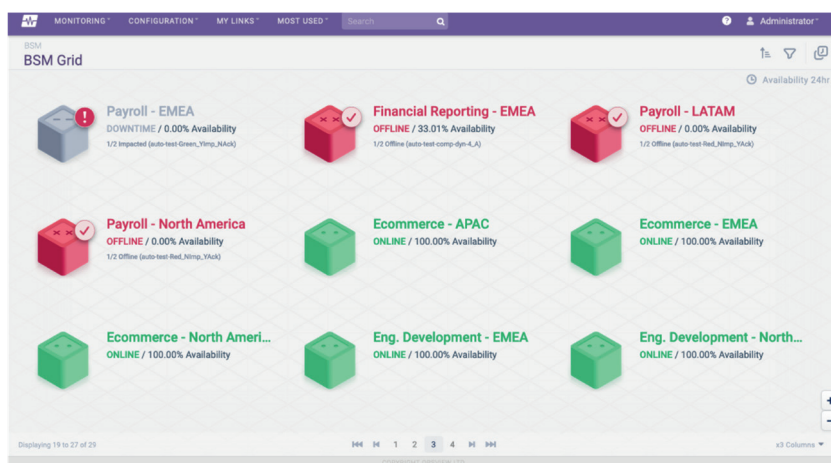 MONITORING CONFIGURATION MY LINKS MOST USED Search Administrator
BSM
BSM Grid
Availability 24hr
Payroll - EMEA
DOWNTIME / 0.00% Availability
1/2 Impacted (auto-test-Green_YImp_NAck)
Financial Reporting - EMEA
OFFLINE / 33.01% Availability
1/2 Offline (auto-test-comp-dyn-4_A)
Payroll - LATAM
OFFLINE / 0.00% Availability
1/2 Offline (auto-test-Red_NImp_YAck)
Payroll - North America
OFFLINE / 0.00% Availability
1/2 Offline (auto-test-Red_NImp_YAck)
Ecommerce - APAC
ONLINE / 100.00% Availability
Ecommerce - EMEA
ONLINE / 100.00% Availability
Ecommerce - North Ameri...
ONLINE / 100.00% Availability
Eng. Development - EMEA
ONLINE / 100.00% Availability
Eng. Development - North...
ONLINE / 100.00% Availability
Displaying 19 to 27 of 29
1 2 3 4
x3 Columns